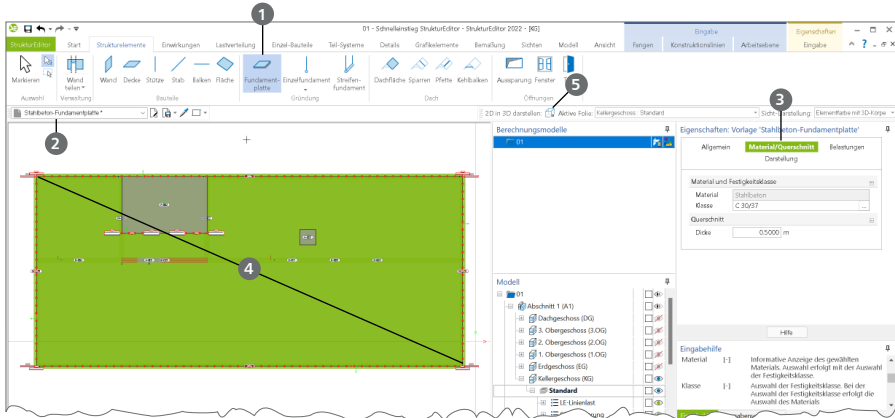 1
01 - Schnelleinstieg StrukturEditor - StrukturEditor 2022 - [KG]
Eingabe
Eigenschaften
StrukturEditor Start Strukturelemente Einwirkungen Lastverteilung Einzel-Bauteile Teil-Systeme Details Grafikelemente Bemaßung Sichten Modell Ansicht Fangen Konstruktionslinien Arbeitsebene Eingabe
Markieren Wand teilen Wand Decke Stütze Stab Balken Fläche Fundament-platte Einzelfundament Streifen-fundament Dachfläche Sparren Pfette Kehlbalken Aussparung Fenster
Auswahl Verwaltung Bauteile Gründung Dach Öffnungen
5
3
Stahlbeton-Fundamentplatte*
2D in 3D darstellen: Aktive Folie: Kellergeschoss: Standard Sicht-Darstellung: Elementfarbe mit 3D-Körpe
2
Berechnungsmodelle
01
Eigenschaften: Vorlage 'Stahlbeton-Fundamentplatte'
Allgemein Material/Querschnitt Belastungen
Darstellung
Material und Festigkeitsklasse
Material Stahlbeton
Klasse C 30/37 ...
Querschnitt
Dicke 0.5000 m
4
Modell
01
Abschnitt 1 (A1)
Dachgeschoss (DG)
3. Obergeschoss (3.OG)
2. Obergeschoss (2.OG)
1. Obergeschoss (1.OG)
Erdgeschoss (EG)
Kellergeschoss (KG)
Standard
LE-Linienlast
Hilfe
Eingabehilfe
Material [-] Informative Anzeige des gewählten Materials. Auswahl erfolgt mit der Auswahl der Festigkeitsklasse.
Klasse [-] Auswahl der Festigkeitsklasse. Bei der Auswahl der Festigkeitsklasse erfolgt die Auswahl des Materials